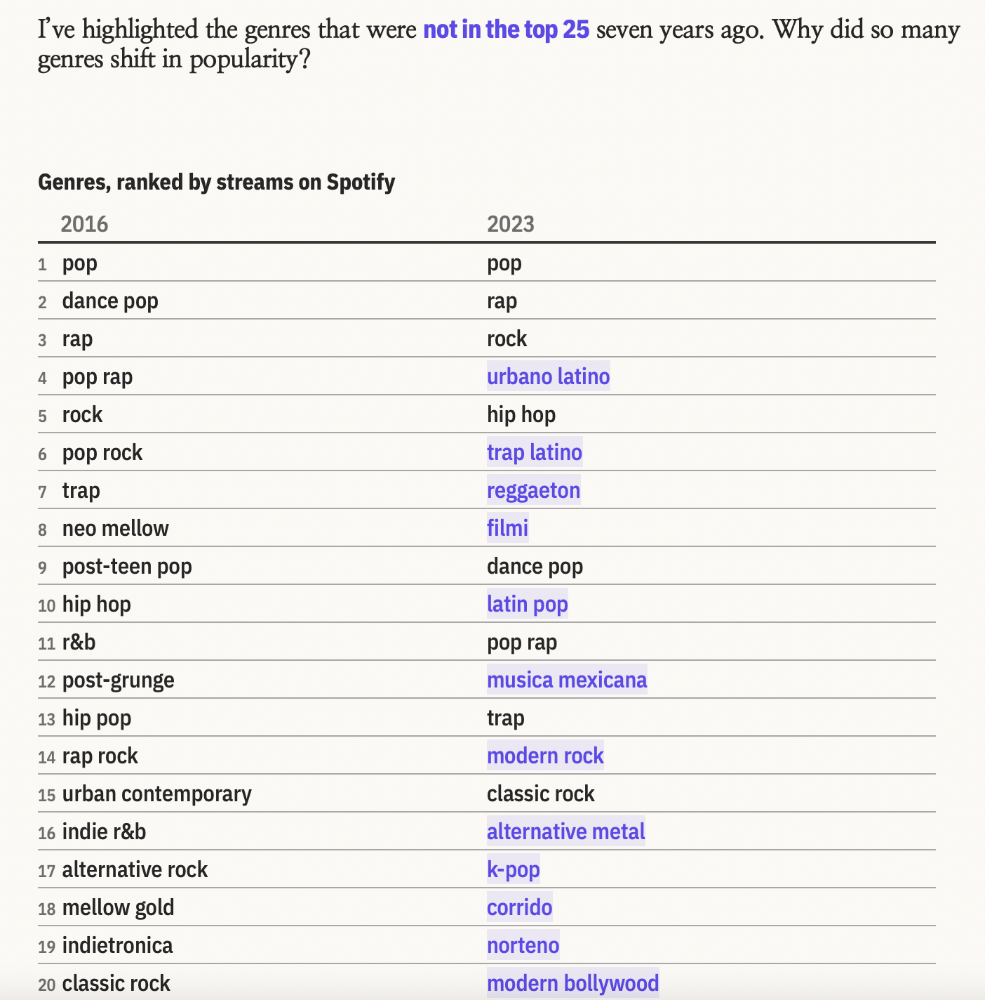 I’ve highlighted the genres that were not in the top 25 seven years ago. Why did so many
genres shift in popularity?
Genres, ranked by streams on Spotify
2016 2023
1 pop pop
2 dance pop rap
3 rap rock
4 pop rap urbano latino
5 rock hip hop
6 pop rock trap latino
7 trap reggaeton
8 neo mellow filmi
9 post-teen pop dance pop
10 hip hop latin pop
11 r&b pop rap
12 post-grunge musica mexicana
13 hip pop trap
14 rap rock modern rock
15 urban contemporary classic rock
16 indie r&b alternative metal
17 alternative rock k-pop
18 mellow gold corrido
19 indietronica norteno
20 classic rock modern bollywood